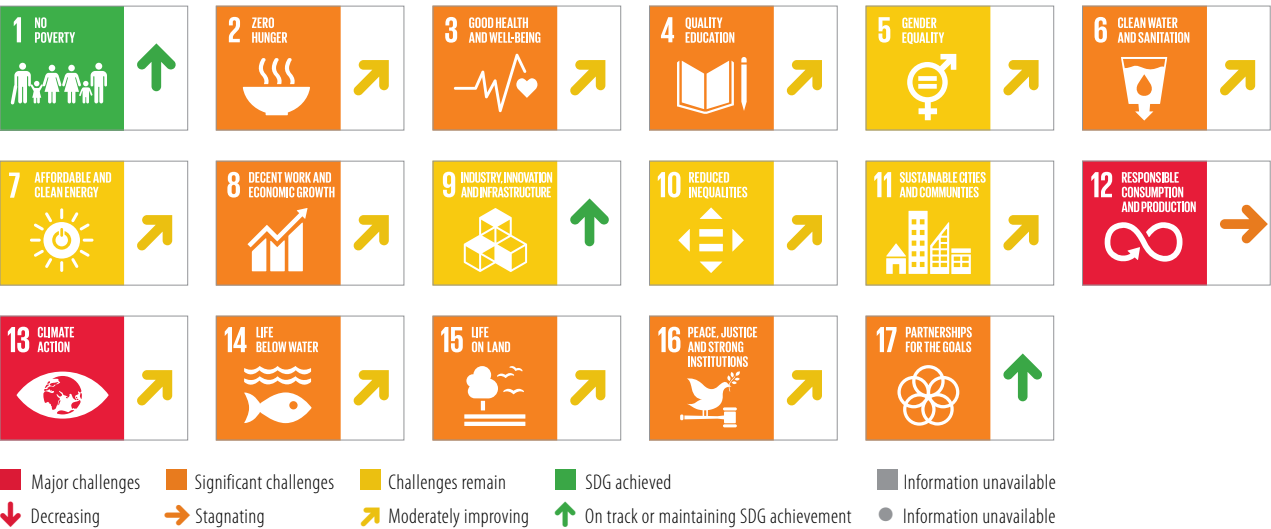 1 NO
POVERTY
2 ZERO
HUNGER
3 GOOD HEALTH
AND WELL-BEING
4 QUALITY
EDUCATION
5 GENDER
EQUALITY
6 CLEAN WATER
AND SANITATION
7 AFFORDABLE AND
CLEAN ENERGY
8 DECENT WORK AND
ECONOMIC GROWTH
9 INDUSTRY, INNOVATION
AND INFRASTRUCTURE
10 REDUCED
INEQUALITIES
11 SUSTAINABLE CITIES
AND COMMUNITIES
12 RESPONSIBLE
CONSUMPTION
AND PRODUCTION
13 CLIMATE
ACTION
14 LIFE
BELOW WATER
15 LIFE
ON LAND
16 PEACE, JUSTICE
AND STRONG
INSTITUTIONS
17 PARTNERSHIPS
FOR THE GOALS
Major challenges
Significant challenges
Challenges remain
SDG achieved
Information unavailable
Decreasing
Stagnating
Moderately improving
On track or maintaining SDG achievement
Information unavailable